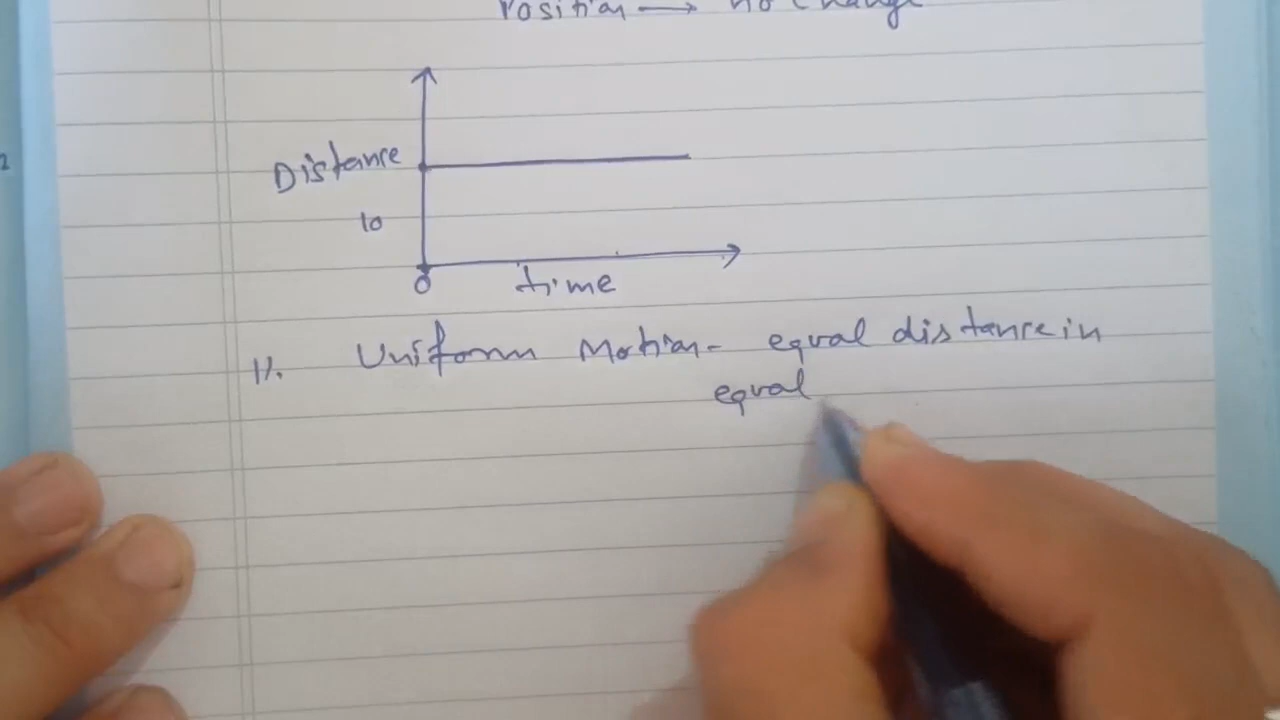 Position → no change
Distance
10
0
time
11. Uniform Motion- equal distance in
equal